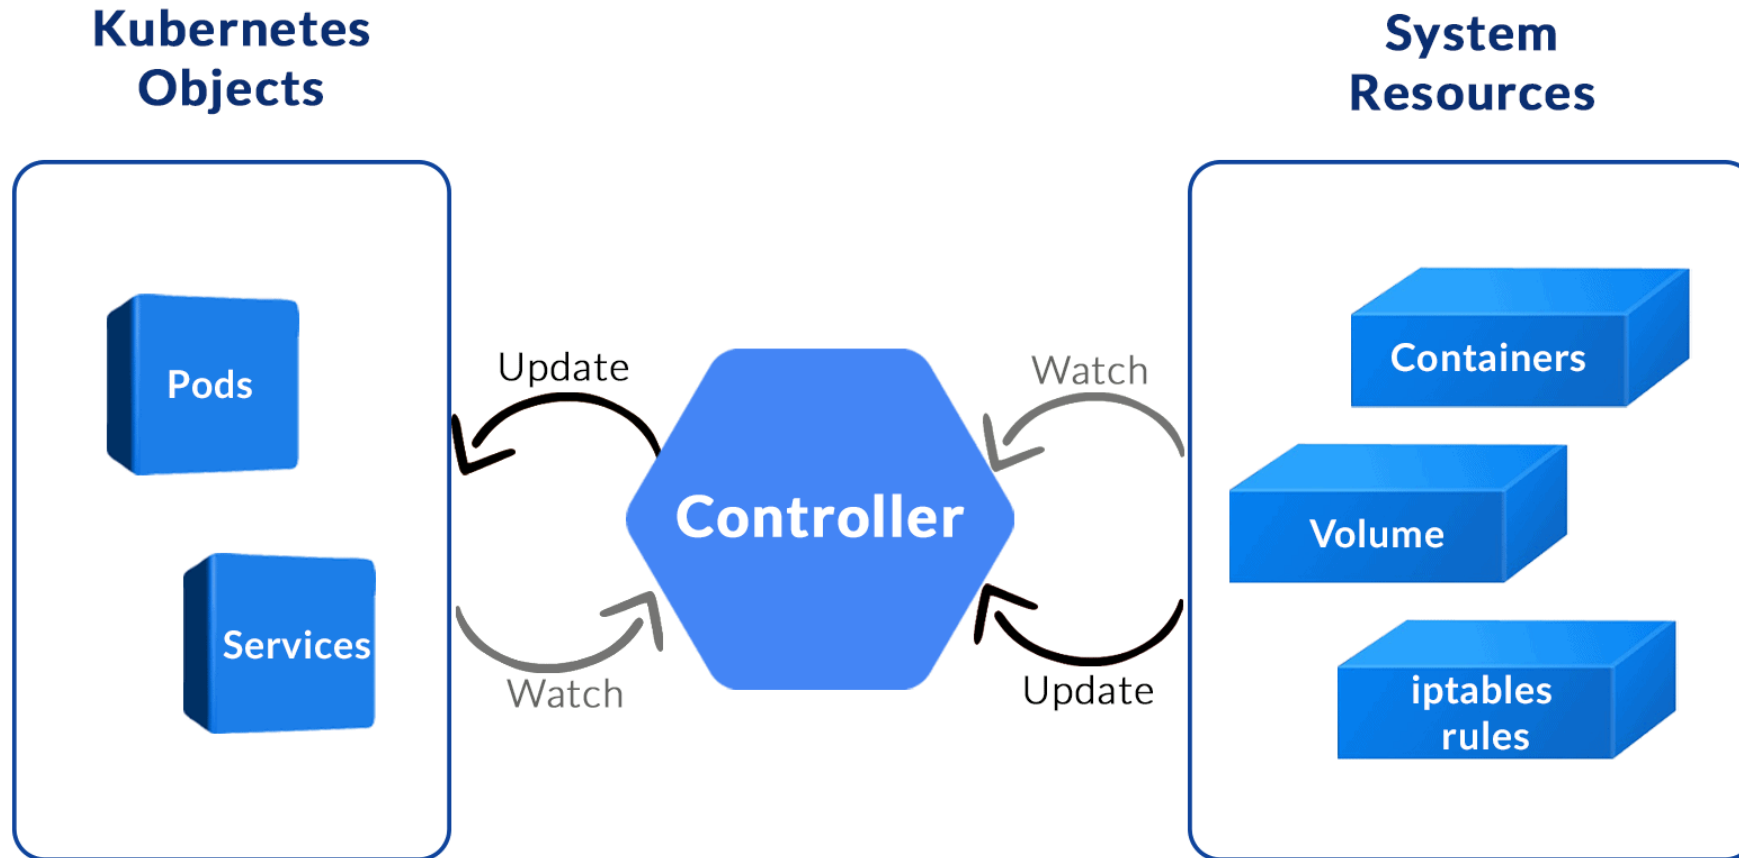 Kubernetes
Objects
System
Resources
Pods
Services
Update
Watch
Controller
Watch
Update
Containers
Volume
iptables
rules